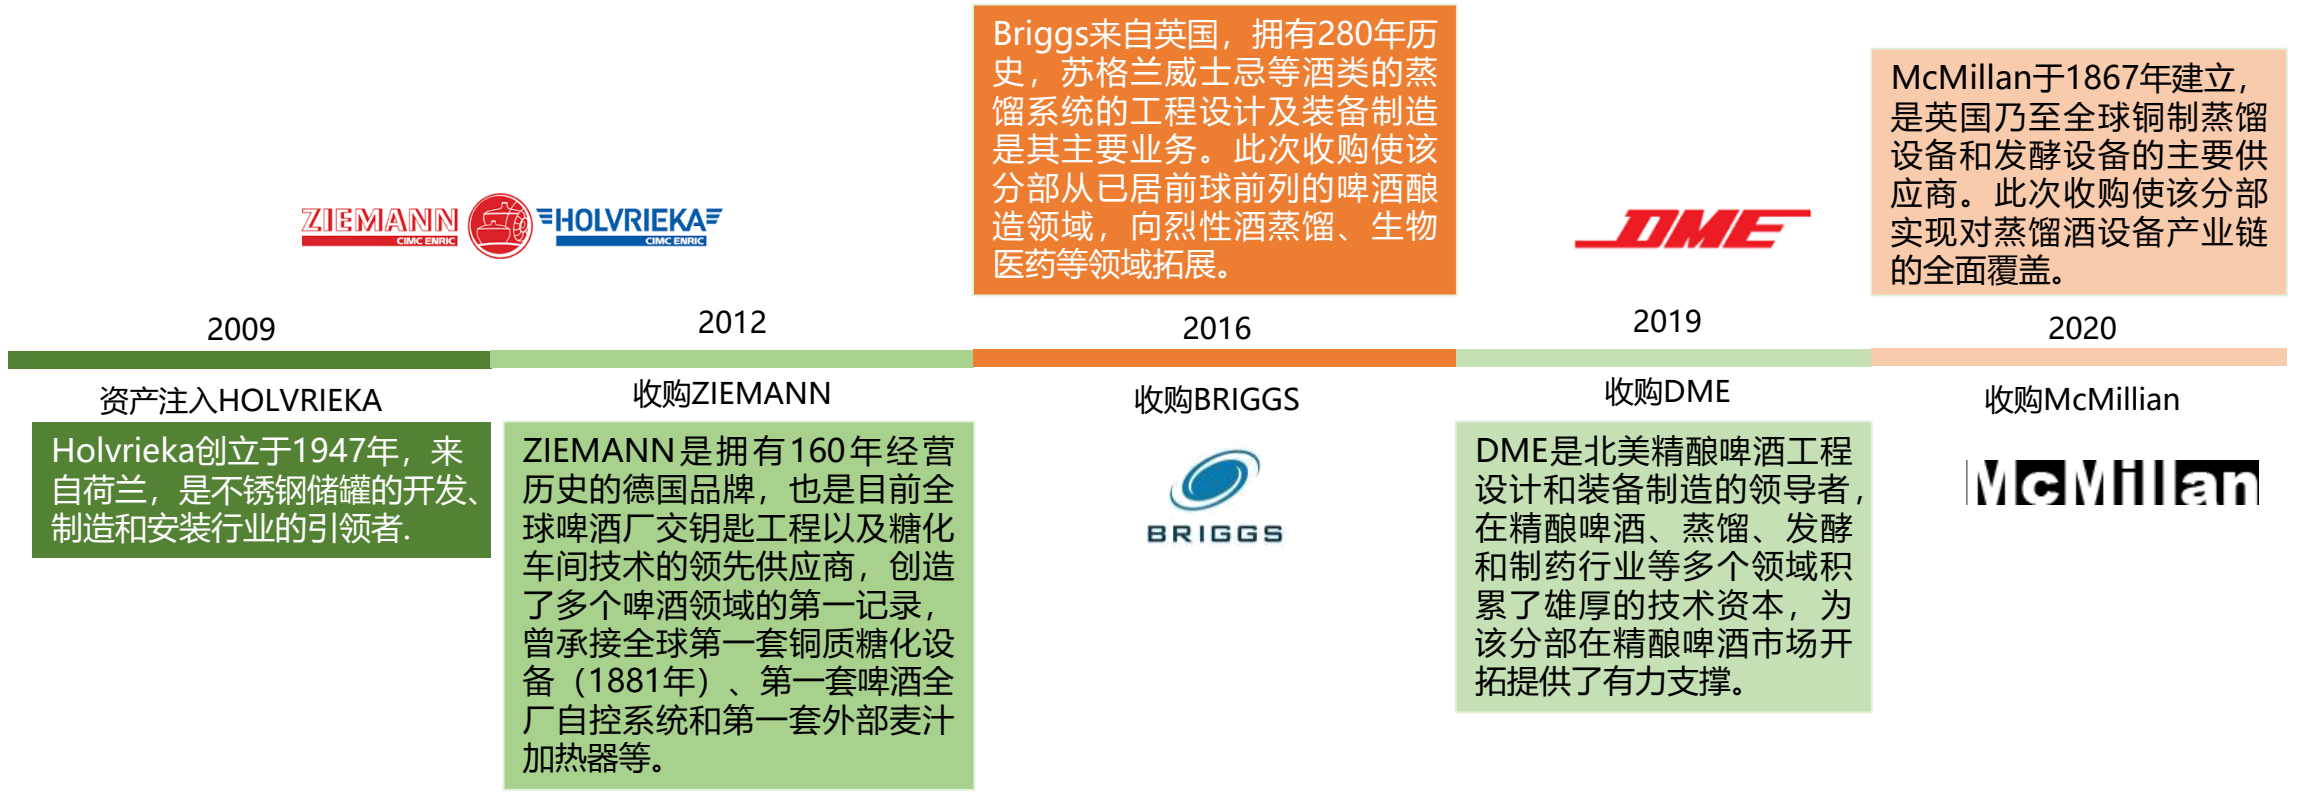 Briggs来自英国，拥有280年历
史，苏格兰威士忌等酒类的蒸
馏系统的工程设计及装备制造
是其主要业务。此次收购使该
分部从已居前球前列的啤酒酿
造领域，向烈性酒蒸馏、生物
医药等领域拓展。
McMillan于1867年建立，
是英国乃至全球铜制蒸馏
设备和发酵设备的主要供
应商。此次收购使该分部
实现对蒸馏酒设备产业链
的全面覆盖。
ZIEMANN
CIMC ENRIC
HOLVRIEKA
CIMC ENRIC
DME
2009
2012
2016
2019
2020
资产注入HOLVRIEKA
收购ZIEMANN
收购BRIGGS
收购DME
收购McMillian
Holvrieka创立于1947年，来
自荷兰，是不锈钢储罐的开发、
制造和安装行业的引领者.
ZIEMANN是拥有160年经营
历史的德国品牌，也是目前全
球啤酒厂交钥匙工程以及糖化
车间技术的领先供应商，创造
了多个啤酒领域的第一记录，
曾承接全球第一套铜质糖化设
备（1881年）、第一套啤酒全
厂自控系统和第一套外部麦汁
加热器等。
BRIGGS
DME是北美精酿啤酒工程
设计和装备制造的领导者，
在精酿啤酒、蒸馏、发酵
和制药行业等多个领域积
累了雄厚的技术资本，为
该分部在精酿啤酒市场开
拓提供了有力支撑。
McMillan